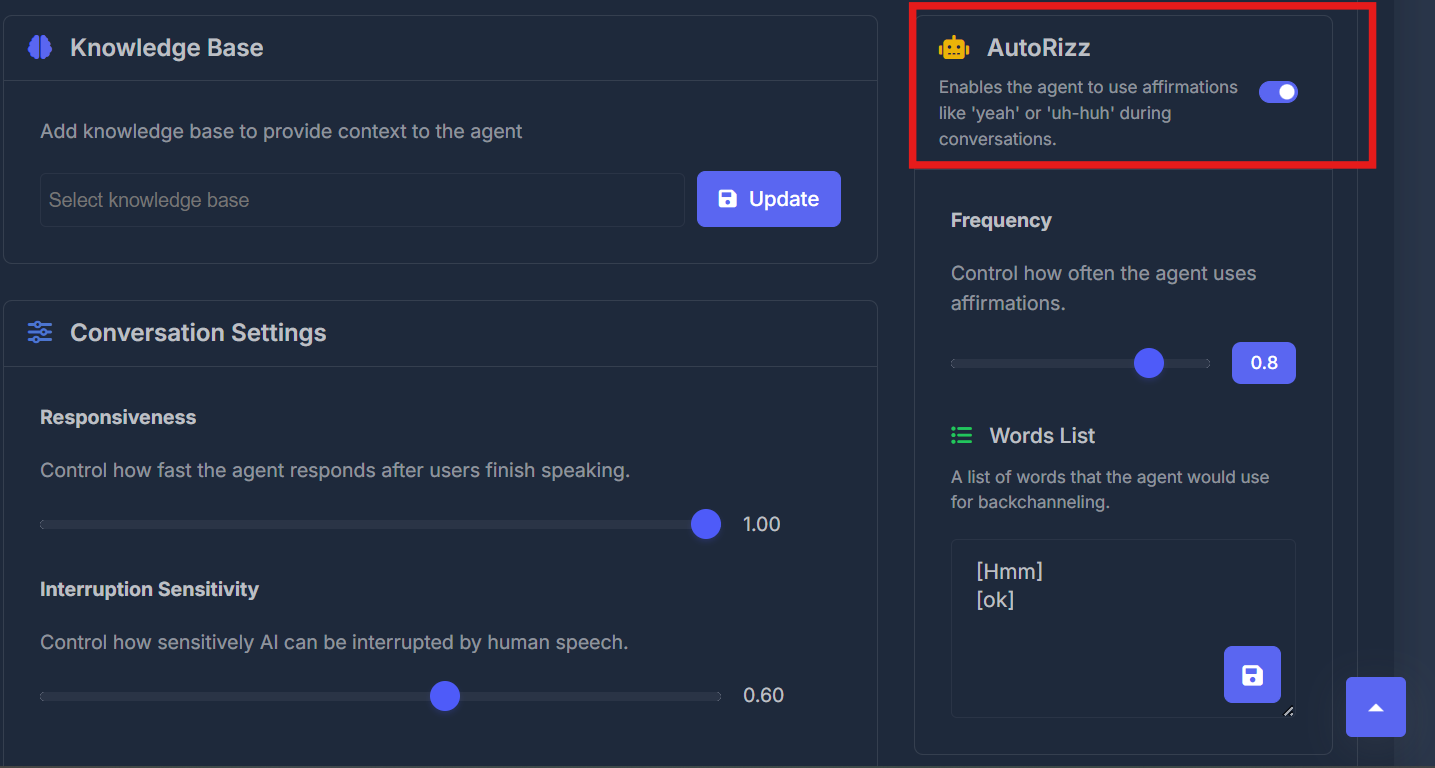 Knowledge Base
Add knowledge base to provide context to the agent
Select knowledge base
Update
Conversation Settings
Responsiveness
Control how fast the agent responds after users finish speaking.
1.00
Interruption Sensitivity
Control how sensitively AI can be interrupted by human speech.
0.60
AutoRizz
Enables the agent to use affirmations
like 'yeah' or 'uh-huh' during
conversations.
Frequency
Control how often the agent uses
affirmations.
0.8
Words List
A list of words that the agent would use
for backchanneling.
[Hmm]
[ok]